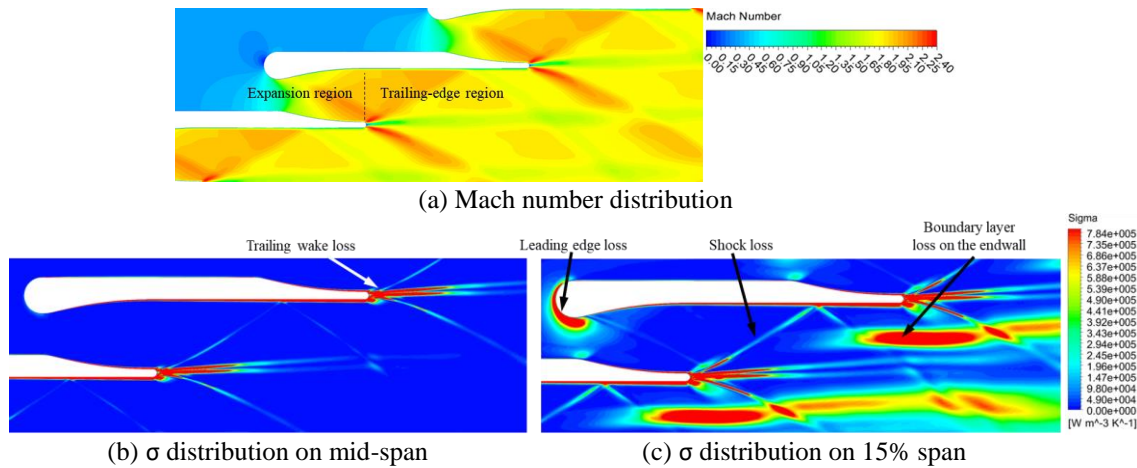 Mach Number
0.00 0.15 0.30 0.45 0.60 0.75 0.90 1.05 1.20 1.35 1.50 1.65 1.80 1.95 2.10 2.25 2.40
Expansion region
Trailing-edge region
(a) Mach number distribution
Trailing wake loss
Leading edge loss
Shock loss
Boundary layer
loss on the endwall
Sigma
7.84e+005
7.35e+005
6.86e+005
6.37e+005
5.88e+005
5.39e+005
4.90e+005
4.41e+005
3.92e+005
3.43e+005
2.94e+005
2.45e+005
1.96e+005
1.47e+005
9.80e+004
4.90e+004
0.00e+000
[W m^-3 K^-1]
(b) σ distribution on mid-span
(c) σ distribution on 15% span